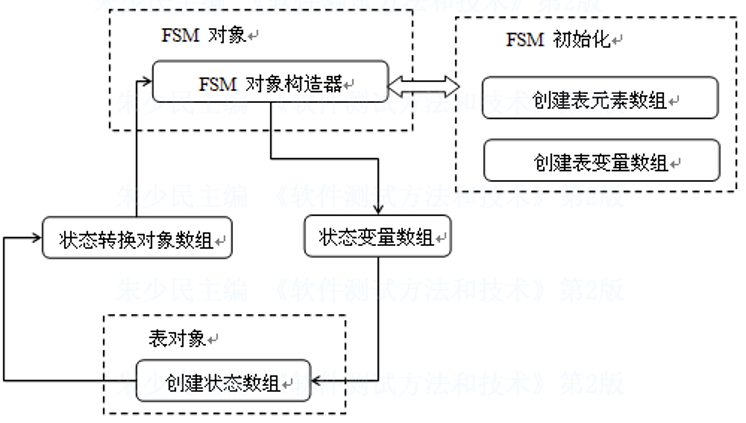 朱少民主编 《软件测试方法和技术》第2版
FSM 对象
FSM 初始化
FSM 对象构造器
创建表元素数组
朱少民主编 《软件测试方法和技术》第2版
创建表变量数组
朱少民主编 《软件测试方法和技术》第2版
状态转换对象数组
状态变量数组
朱少民主编 《软件测试方法和技术》第2版
表对象
创建状态数组
朱少民主编 《软件测试方法和技术》第2版